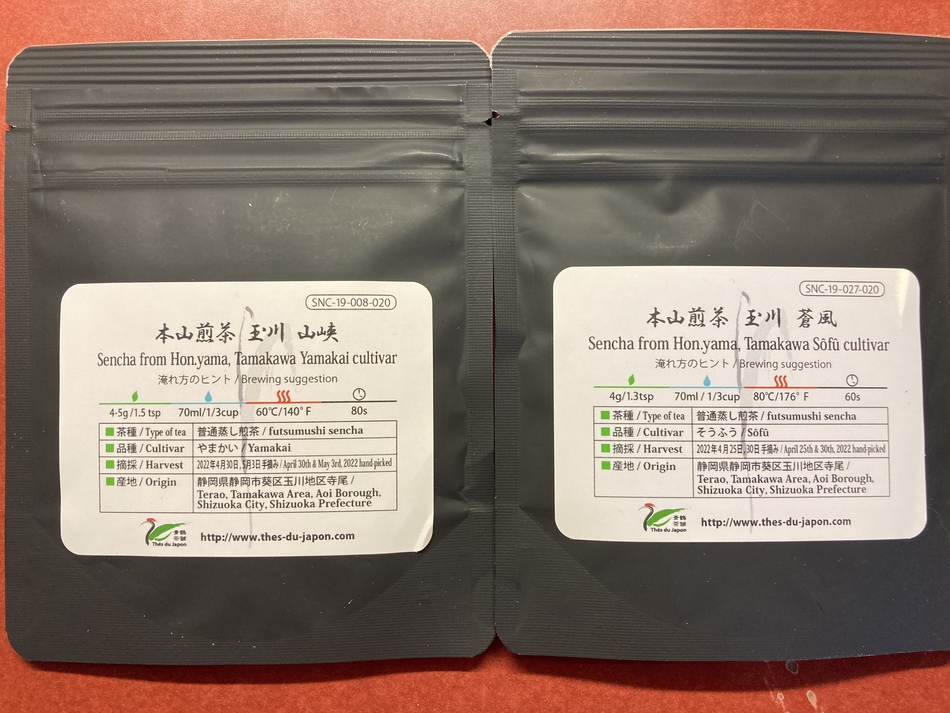 SNC-19-008-020
本山煎茶 玉川 山峡
Sencha from Hon.yama, Tamakawa Yamakai cultivar
淹れ方のヒント / Brewing suggestion
4-5g /1.5 tsp 70ml/1/3cup 60℃/140° F 80s
茶種 / Type of tea 普通蒸し煎茶 / futsumushi sencha
品種 / Cultivar やまかい / Yamakai
摘採 / Harvest 2022年4月30日, 5月3日 手摘み / April 30th & May 3rd, 2022 hand-picked
産地 / Origin 静岡県静岡市葵区玉川地区寺尾 /
Terao, Tamakawa Area, Aoi Borough,
Shizuoka City, Shizuoka Prefecture
青鶴茶舗
Thés du Japon
http://www.thes-du-japon.com
SNC-19-027-020
本山煎茶 玉川 蒼風
Sencha from Hon.yama, Tamakawa Sôfû cultivar
淹れ方のヒント / Brewing suggestion
4g/1.3tsp 70ml / 1/3cup 80℃/176° F 60s
茶種 / Type of tea 普通蒸し煎茶 / futsumushi sencha
品種 / Cultivar そうふう / Sôfû
摘採 / Harvest 2022年4月25日, 30日 手摘み / April 25th & 30th, 2022 hand-picked
産地 / Origin 静岡県静岡市葵区玉川地区寺尾 /
Terao, Tamakawa Area, Aoi Borough,
Shizuoka City, Shizuoka Prefecture
青鶴茶舗
Thés du Japon
http://www.thes-du-japon.com